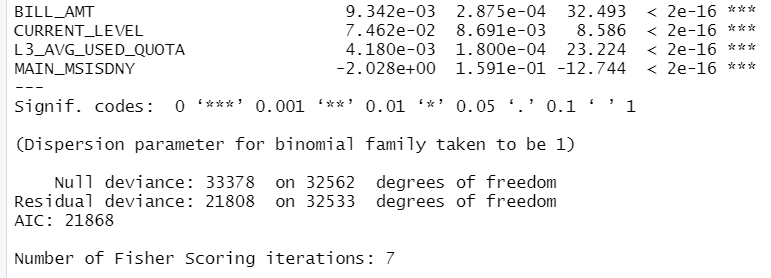 BILL_AMT 9.342e-03 2.875e-04 32.493 < 2e-16 ***
CURRENT_LEVEL 7.462e-02 8.691e-03 8.586 < 2e-16 ***
L3_AVG_USED_QUOTA 4.180e-03 1.800e-04 23.224 < 2e-16 ***
MAIN_MSISDNY -2.028e+00 1.591e-01 -12.744 < 2e-16 ***
---
Signif. codes:  0 ‘***’ 0.001 ‘**’ 0.01 ‘*’ 0.05 ‘.’ 0.1 ‘ ’ 1
(Dispersion parameter for binomial family taken to be 1)
Null deviance: 33378  on 32562  degrees of freedom
Residual deviance: 21808  on 32533  degrees of freedom
AIC: 21868
Number of Fisher Scoring iterations: 7